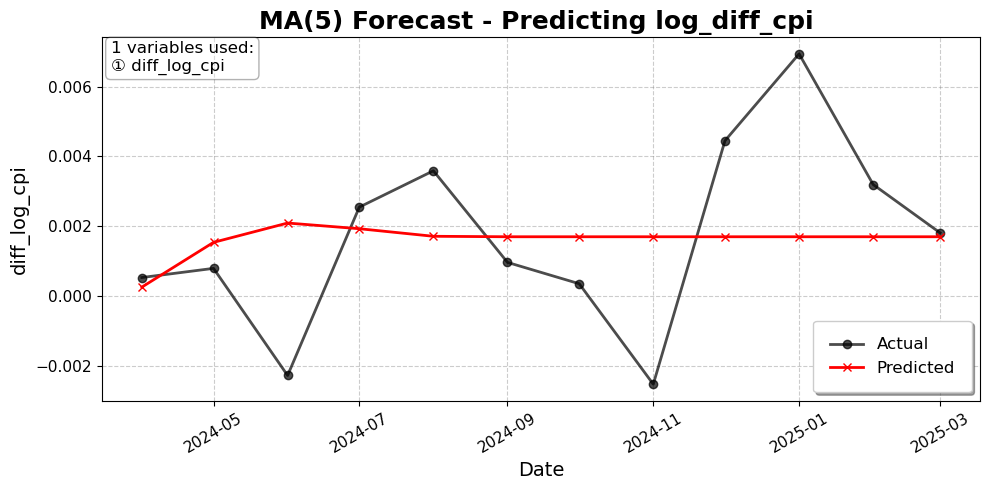 MA(5) Forecast - Predicting log_diff_cpi
1 variables used:
① diff_log_cpi
diff_log_cpi
0.006
0.004
0.002
0.000
−0.002
Actual
Predicted
2024-05
2024-07
2024-09
2024-11
2025-01
2025-03
Date